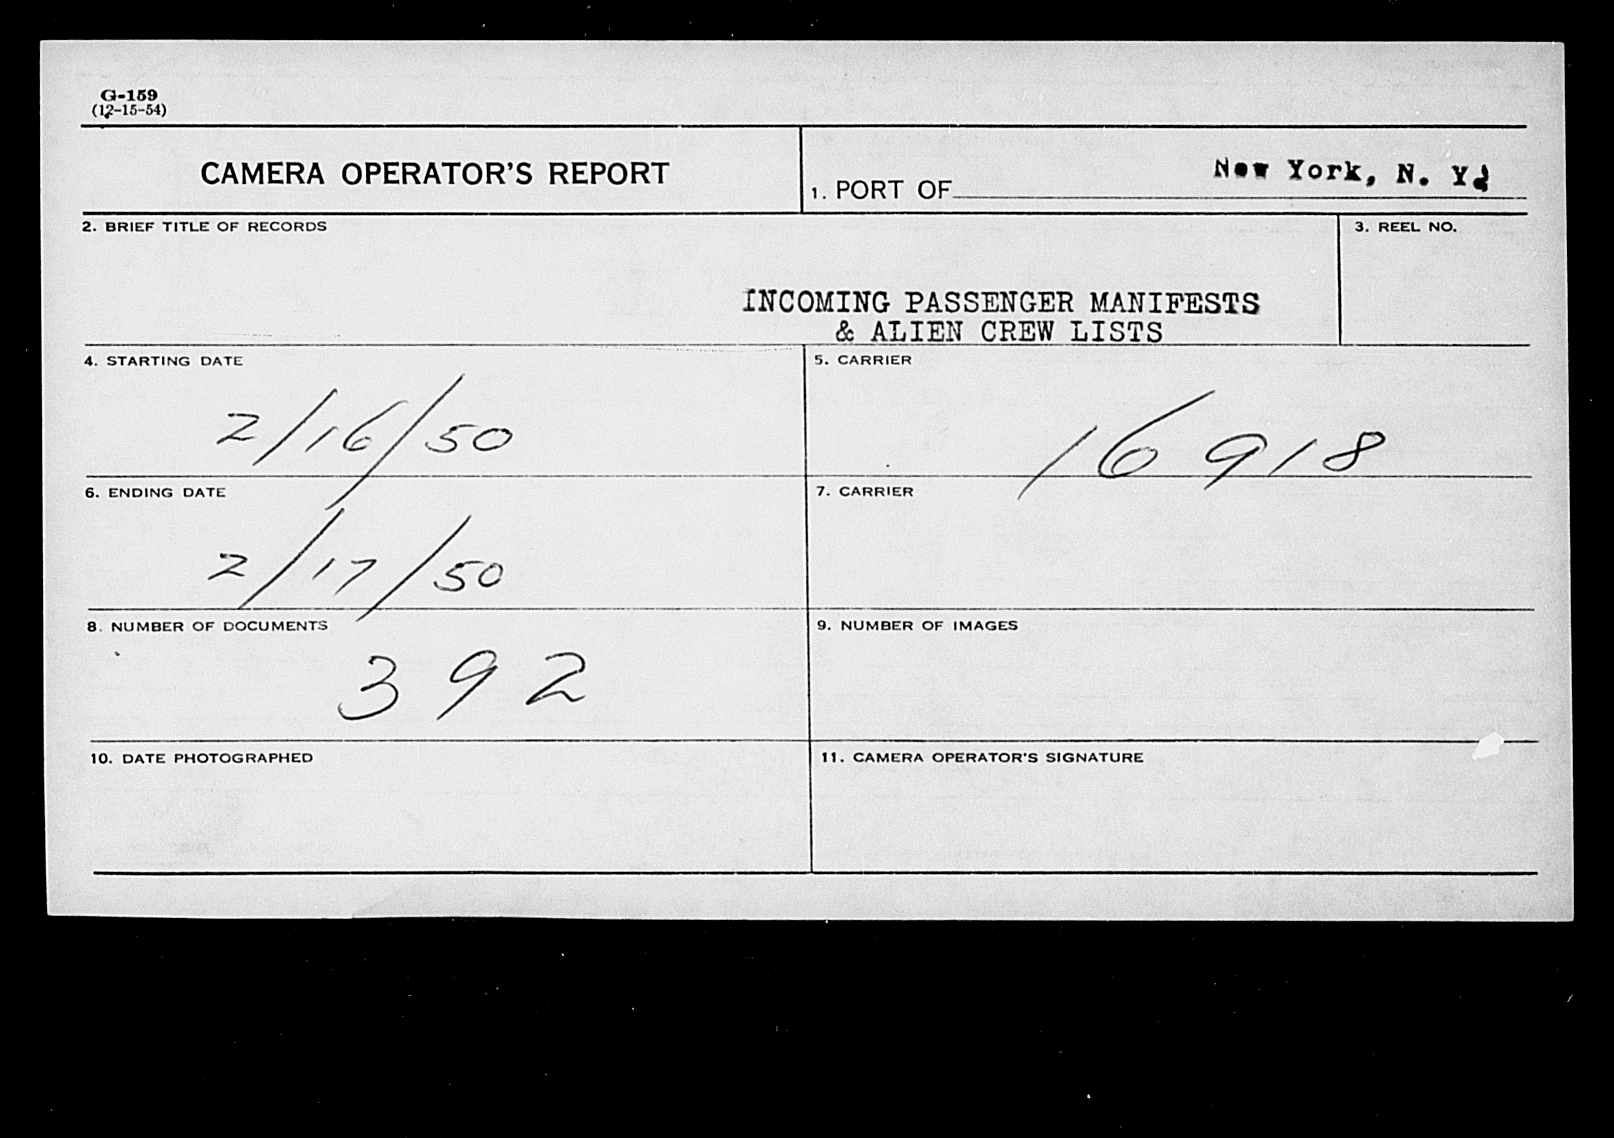 G-159
(12-15-54)
CAMERA OPERATOR'S REPORT
1. PORT OF New York, N. Y.
2. BRIEF TITLE OF RECORDS
INCOMING PASSENGER MANIFESTS
& ALIEN CREW LISTS
3. REEL NO.
4. STARTING DATE
2/16/50
5. CARRIER
16918
6. ENDING DATE
2/17/50
7. CARRIER
8. NUMBER OF DOCUMENTS
392
9. NUMBER OF IMAGES
10. DATE PHOTOGRAPHED
11. CAMERA OPERATOR'S SIGNATURE